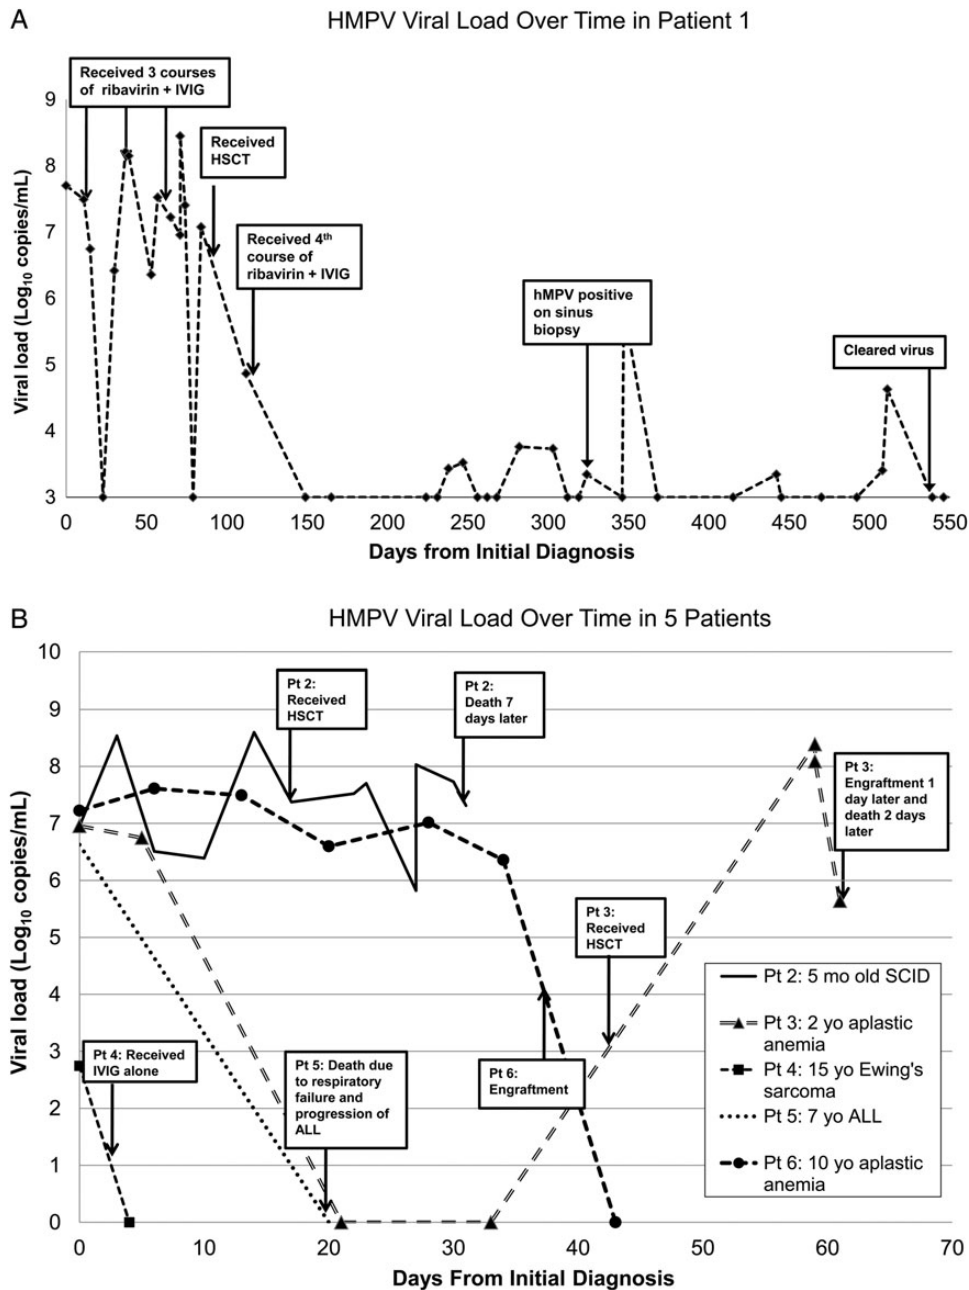 A
HMPV Viral Load Over Time in Patient 1
Received 3 courses
of ribavirin + IVIG
Received
HSCT
Received 4th
course of
ribavirin + IVIG
hMPV positive
on sinus
biopsy
Cleared virus
Viral load (Log10 copies/mL)
9
8
7
6
5
4
3
0 50 100 150 200 250 300 350 400 450 500 550
Days from Initial Diagnosis
B
HMPV Viral Load Over Time in 5 Patients
Pt 2:
Received
HSCT
Pt 2:
Death 7
days later
Pt 3:
Engraftment 1
day later and
death 2 days
later
Pt 3:
Received
HSCT
Pt 4: Received
IVIG alone
Pt 5: Death due
to respiratory
failure and
progression of
ALL
Pt 6:
Engraftment
Pt 2: 5 mo old SCID
Pt 3: 2 yo aplastic
anemia
Pt 4: 15 yo Ewing's
sarcoma
Pt 5: 7 yo ALL
Pt 6: 10 yo aplastic
anemia
Viral load (Log10 copies/mL)
10
9
8
7
6
5
4
3
2
1
0
0 10 20 30 40 50 60 70
Days From Initial Diagnosis